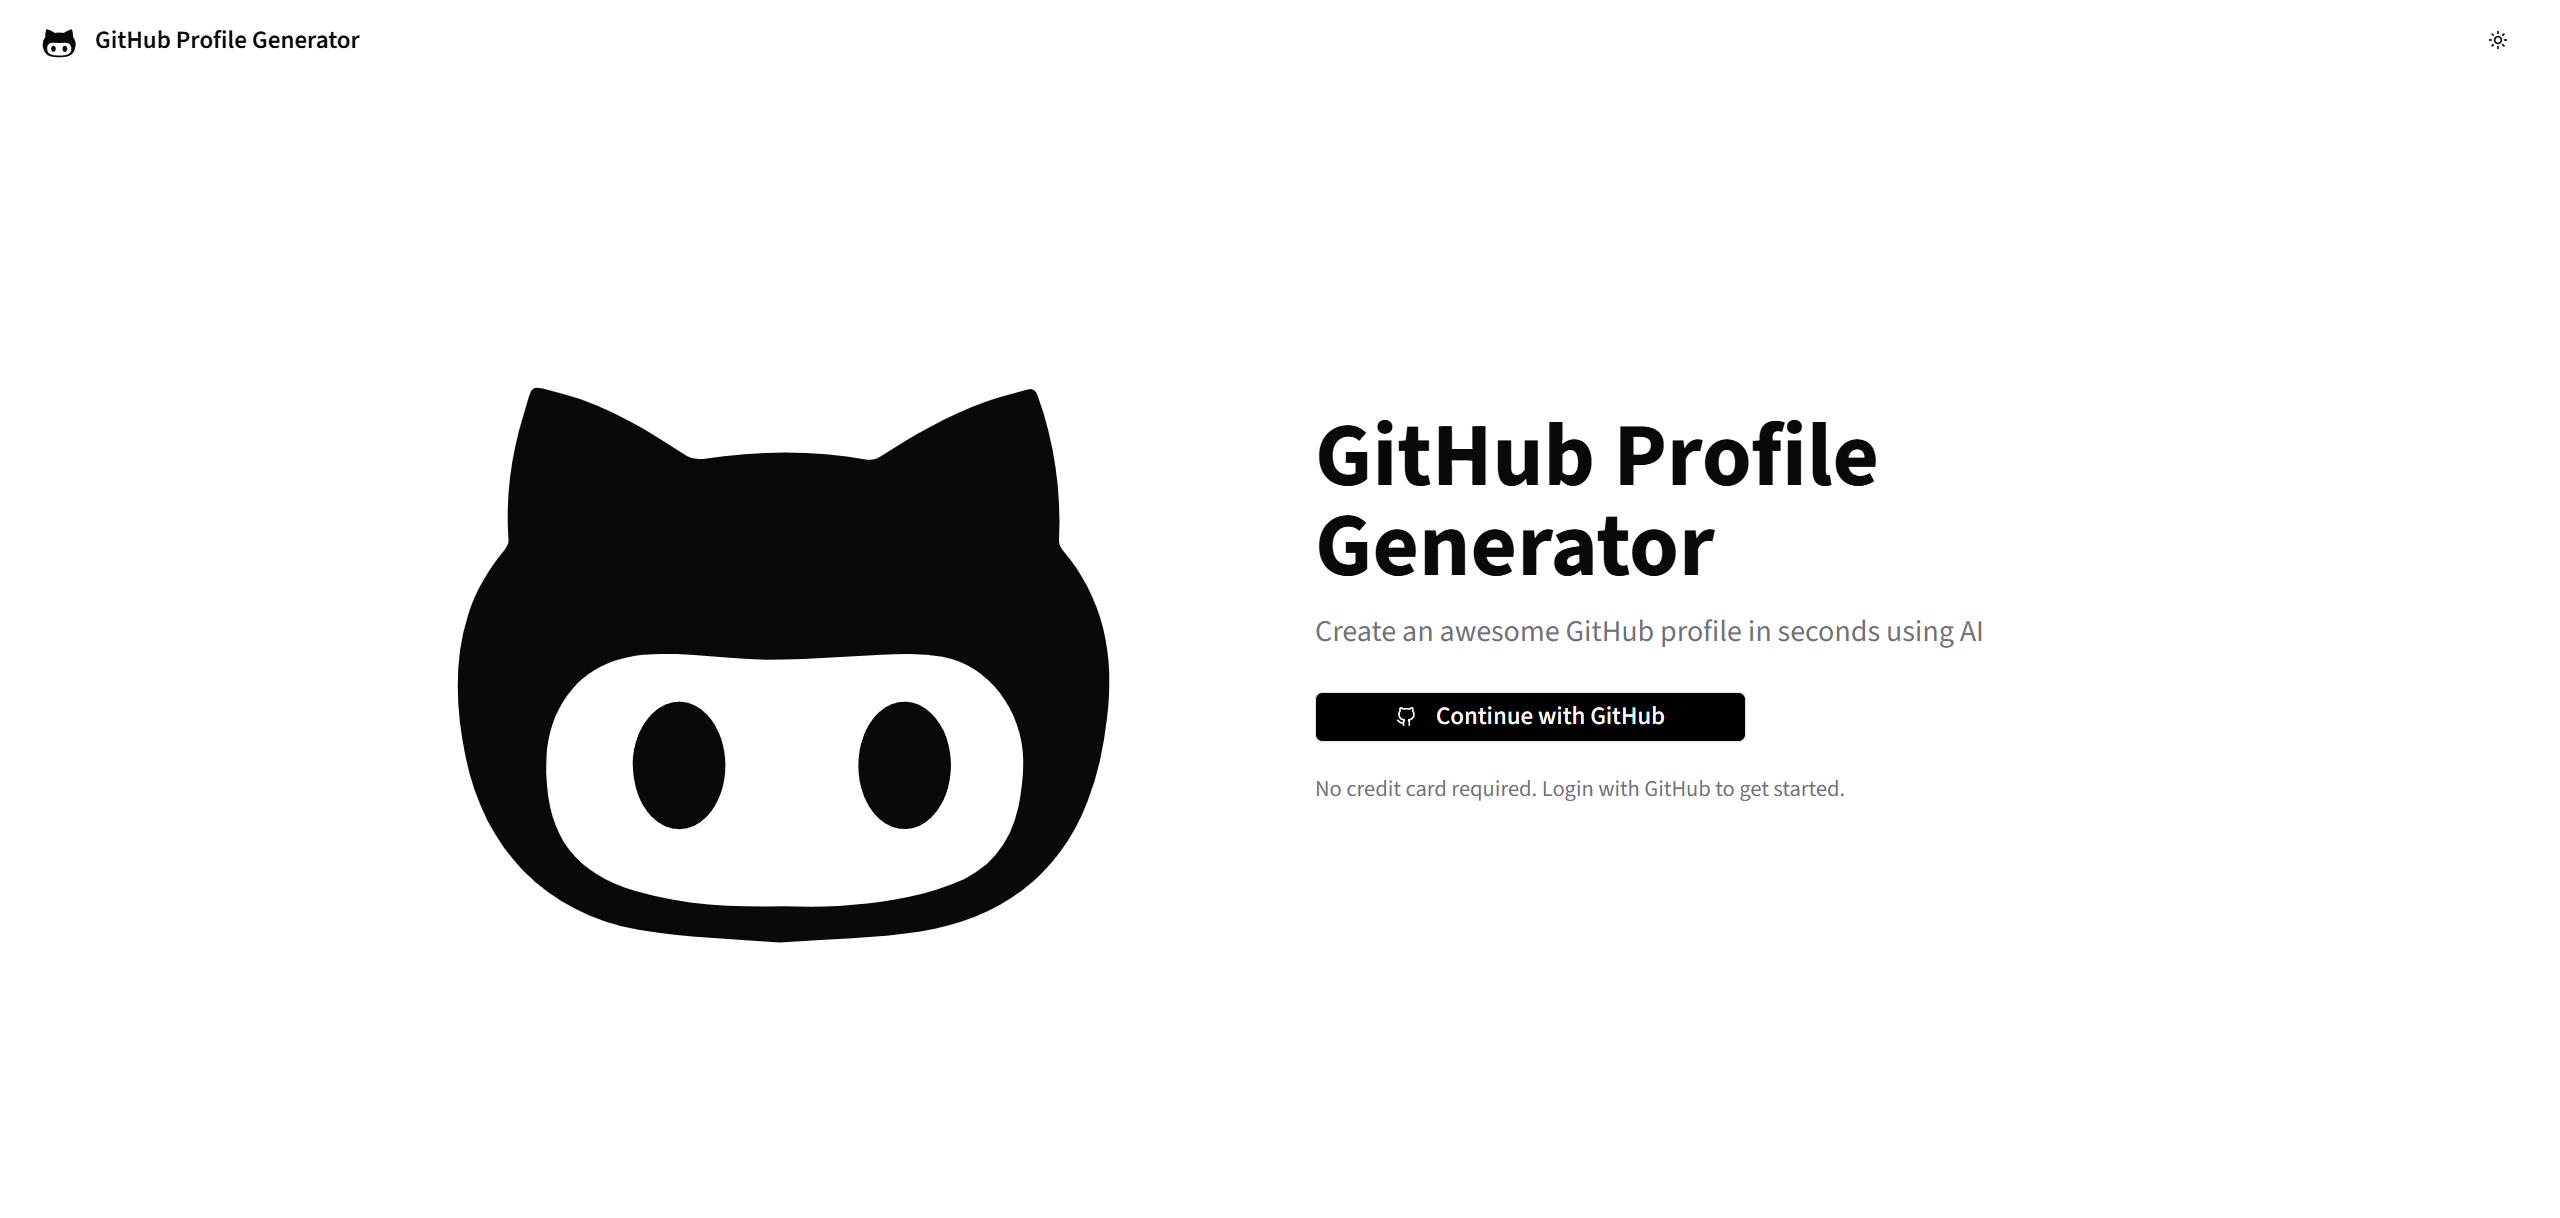 GitHub Profile Generator
GitHub Profile
Generator
Create an awesome GitHub profile in seconds using AI
Continue with GitHub
No credit card required. Login with GitHub to get started.